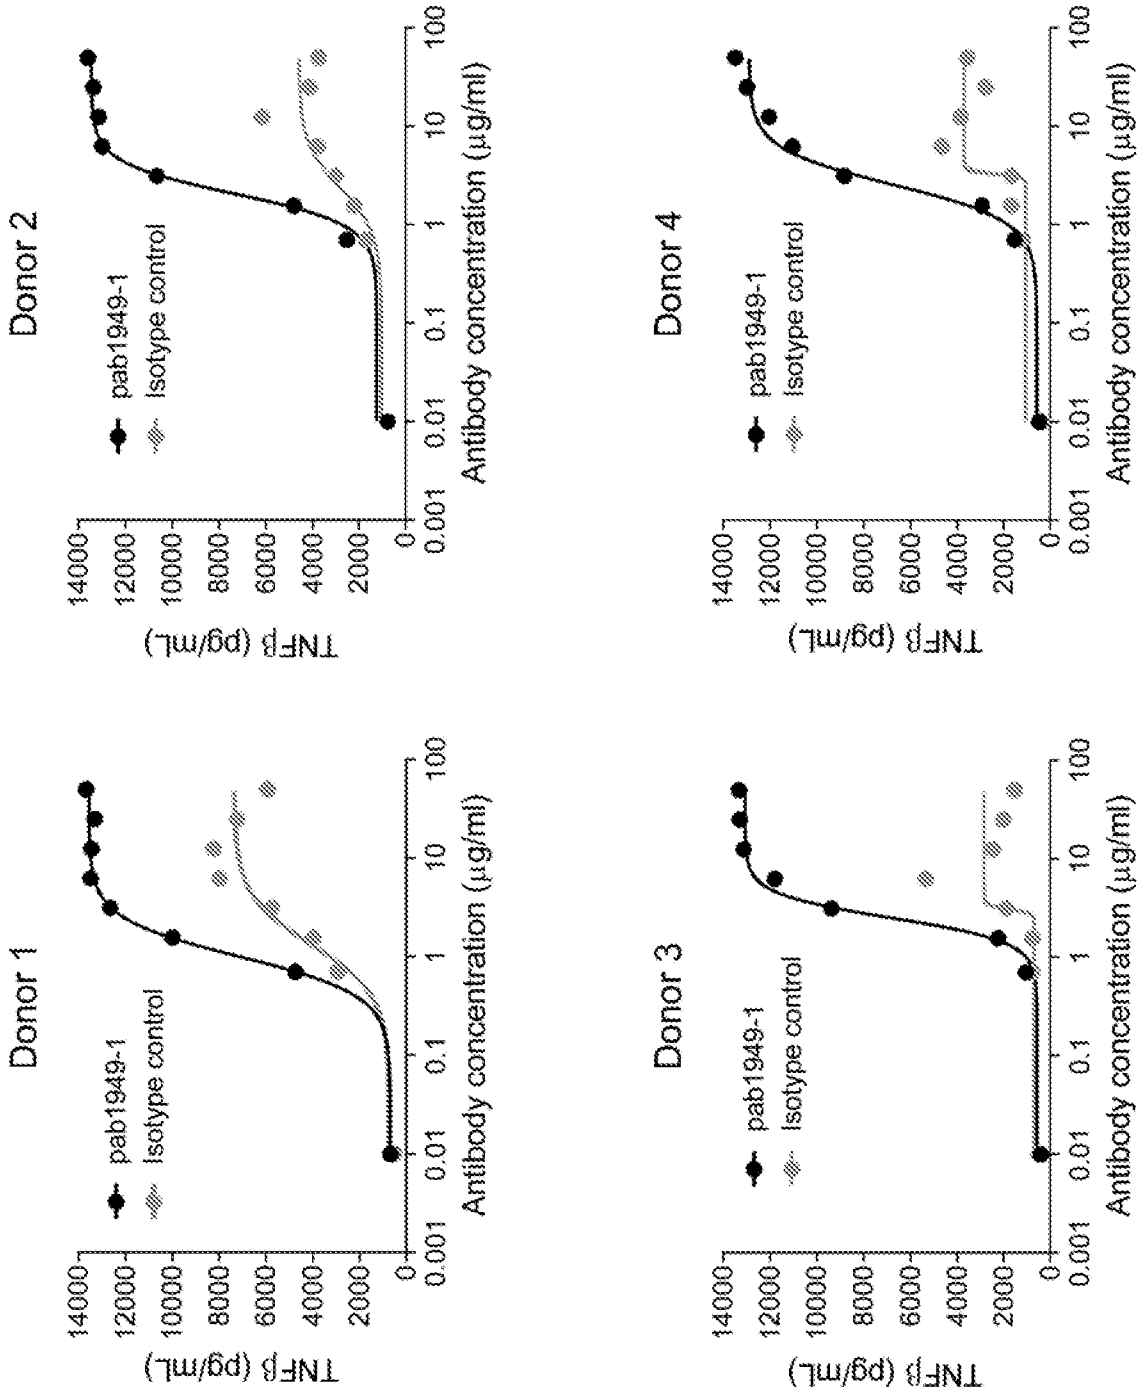 Donor 1
TNFβ (pg/mL)
14000
12000
10000
8000
6000
4000
2000
0
pab1949-1
Isotype control
0.001
0.01
0.1
1
10
100
Antibody concentration (µg/ml)
Donor 2
TNFβ (pg/mL)
14000
12000
10000
8000
6000
4000
2000
0
pab1949-1
Isotype control
0.001
0.01
0.1
1
10
100
Antibody concentration (µg/ml)
Donor 3
TNFβ (pg/mL)
14000
12000
10000
8000
6000
4000
2000
0
pab1949-1
Isotype control
0.001
0.01
0.1
1
10
100
Antibody concentration (µg/ml)
Donor 4
TNFβ (pg/mL)
14000
12000
10000
8000
6000
4000
2000
0
pab1949-1
Isotype control
0.001
0.01
0.1
1
10
100
Antibody concentration (µg/ml)